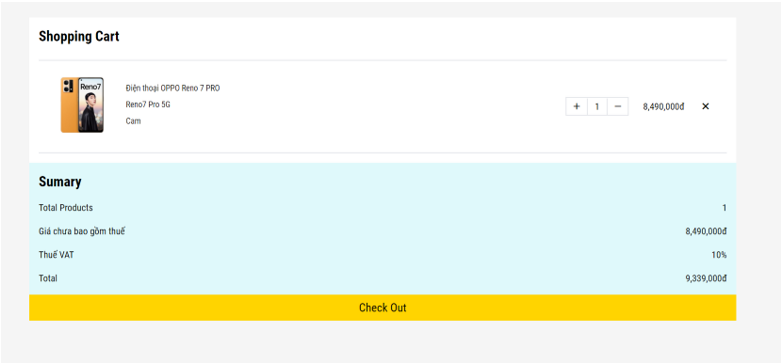 Shopping Cart
Reno7
Điện thoại OPPO Reno 7 PRO
Reno7 Pro 5G
Cam
+ 1 − 8,490,000đ ×
Sumary
Total Products 1
Giá chưa bao gồm thuế 8,490,000đ
Thuế VAT 10%
Total 9,339,000đ
Check Out